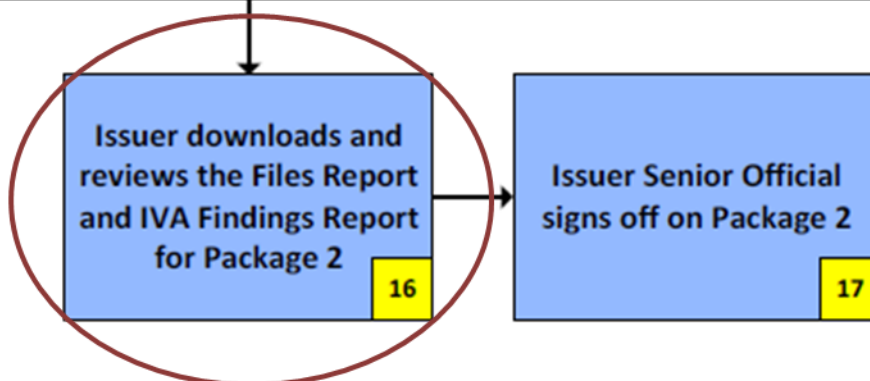 Issuer downloads and
reviews the Files Report
and IVA Findings Report
for Package 2
16
Issuer Senior Official
signs off on Package 2
17